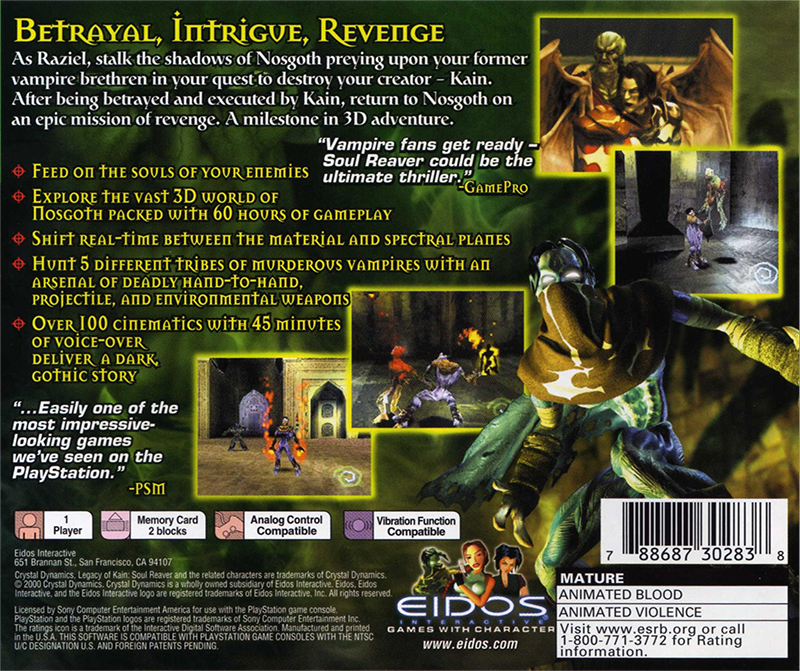 Betrayal, Intrigue, Revenge
As Raziel, stalk the shadows of Nosgoth preying upon your former
vampire brethren in your quest to destroy your creator – Kain.
After being betrayed and executed by Kain, return to Nosgoth on
an epic mission of revenge. A milestone in 3D adventure.
"Vampire fans get ready –
Soul Reaver could be the
ultimate thriller."
-GamePro
Feed on the souls of your enemies
Explore the vast 3D world of
Nosgoth packed with 60 hours of gameplay
Shift real-time between the material and spectral planes
Hunt 5 different tribes of murderous vampires with an
arsenal of deadly hand-to-hand,
projectile, and environmental weapons
Over 100 cinematics with 45 minutes
of voice-over
deliver a dark,
gothic story
"...Easily one of the
most impressive-
looking games
we've seen on the
PlayStation."
-PSM
1
Player
Memory Card
2 blocks
Analog Control
Compatible
Vibration Function
Compatible
Eidos Interactive
651 Brannan St., San Francisco, CA 94107
Crystal Dynamics, Legacy of Kain: Soul Reaver and the related characters are trademarks of Crystal Dynamics.
© 2000 Crystal Dynamics. Crystal Dynamics is a wholly owned subsidiary of Eidos Interactive. Eidos, Eidos
Interactive, and the Eidos Interactive logo are registered trademarks of Eidos Interactive, Inc. All rights reserved.
Licensed by Sony Computer Entertainment America for use with the PlayStation game console.
PlayStation and the PlayStation logos are registered trademarks of Sony Computer Entertainment Inc.
The ratings icon is a trademark of the Interactive Digital Software Association. Manufactured and printed
in the U.S.A. THIS SOFTWARE IS COMPATIBLE WITH PLAYSTATION GAME CONSOLES WITH THE NTSC
U/C DESIGNATION U.S. AND FOREIGN PATENTS PENDING.
EIDOS
INTERACTIVE
GAMES WITH CHARACTER
www.eidos.com
7 88687 30283 8
MATURE
ANIMATED BLOOD
ANIMATED VIOLENCE
Visit www.esrb.org or call
1-800-771-3772 for Rating
information.